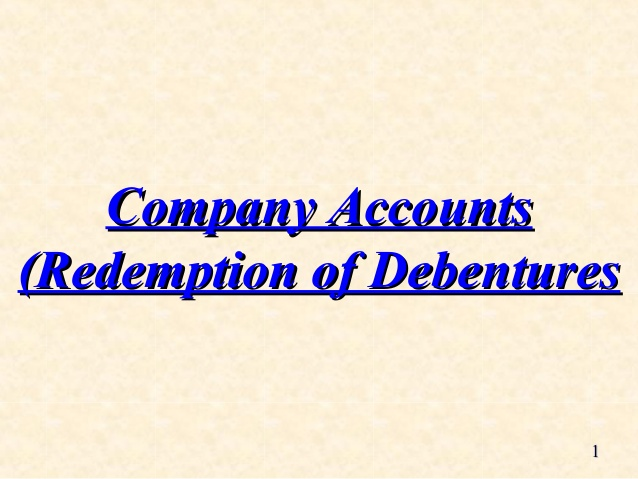 Company Accounts
(Redemption of Debentures
1